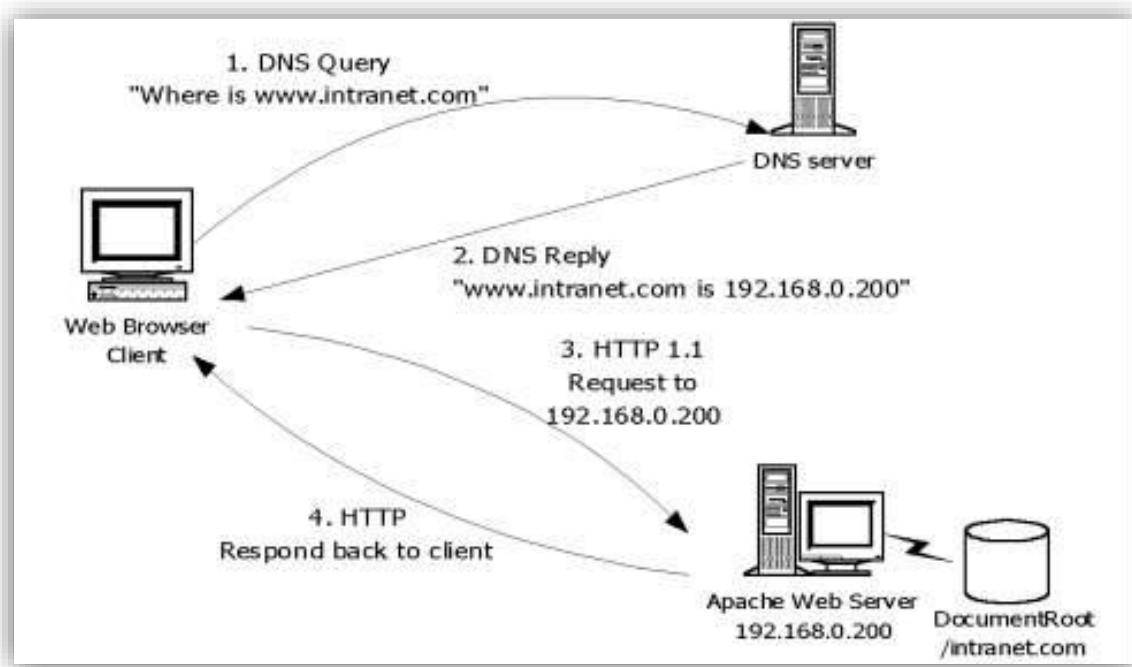 1. DNS Query
"Where is www.intranet.com"
DNS server
2. DNS Reply
"www.intranet.com is 192.168.0.200"
Web Browser
Client
3. HTTP 1.1
Request to
192.168.0.200
4. HTTP
Respond back to client
Apache Web Server
192.168.0.200
DocumentRoot
/intranet.com